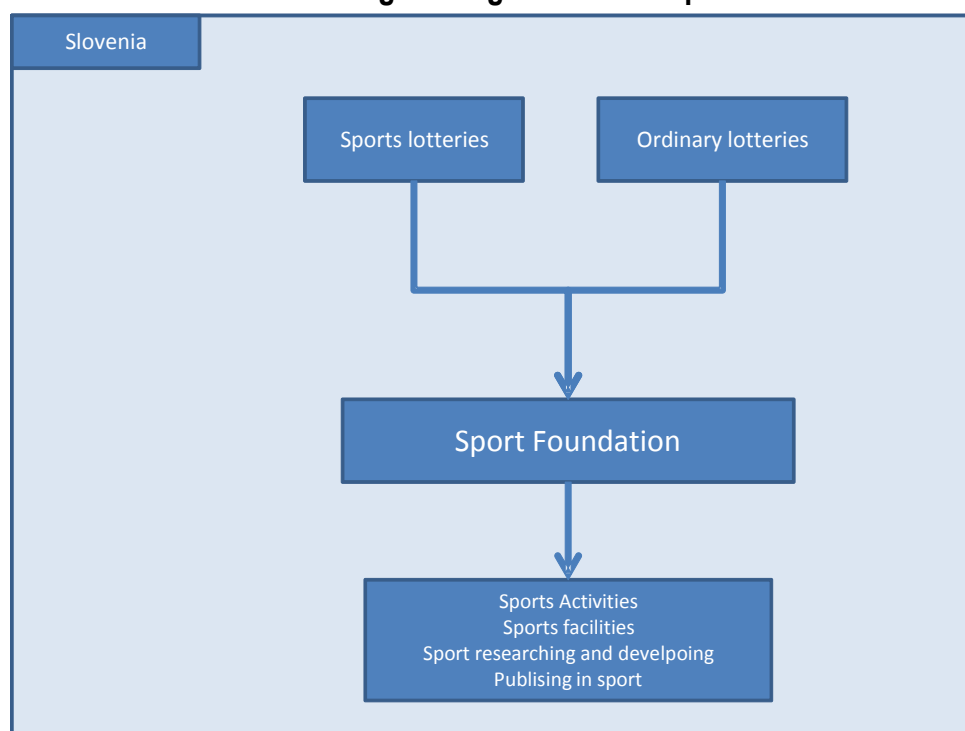 Slovenia
Sports lotteries
Ordinary lotteries
Sport Foundation
Sports Activities
Sports facilities
Sport researching and develpoing
Publising in sport